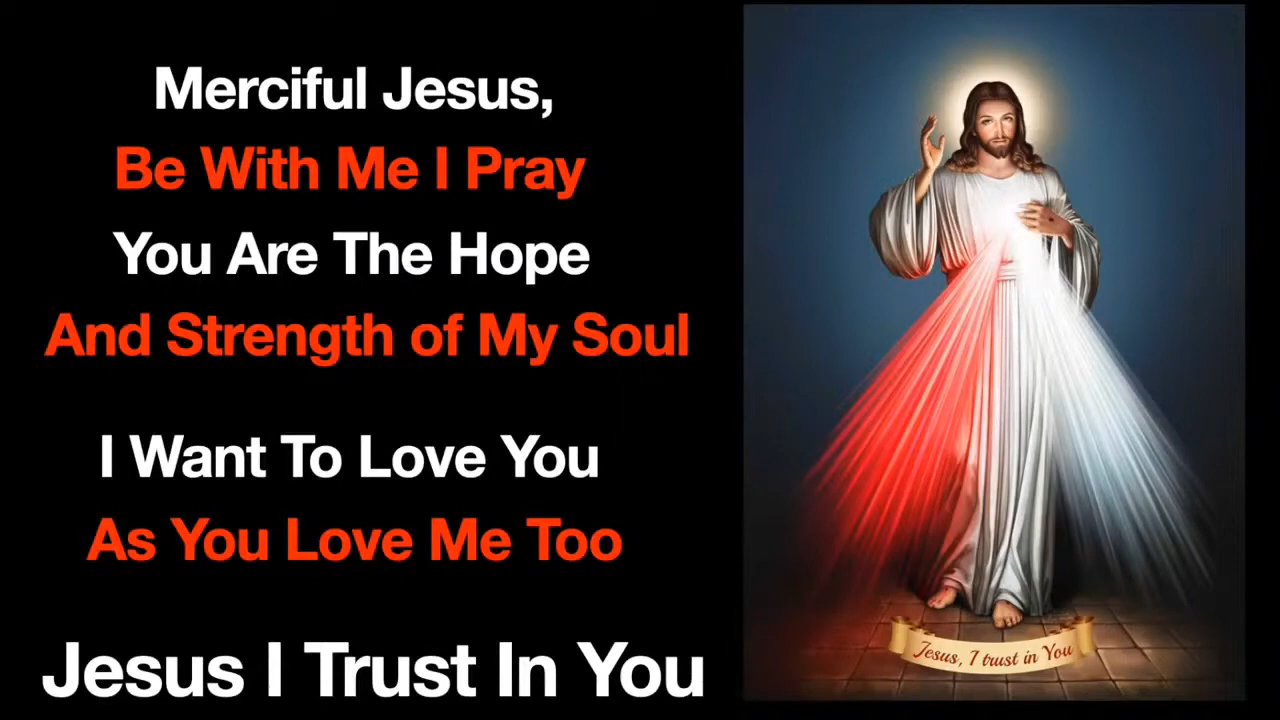 Merciful Jesus,
Be With Me I Pray
You Are The Hope
And Strength of My Soul
I Want To Love You
As You Love Me Too
Jesus I Trust In You
Jesus, I trust in You